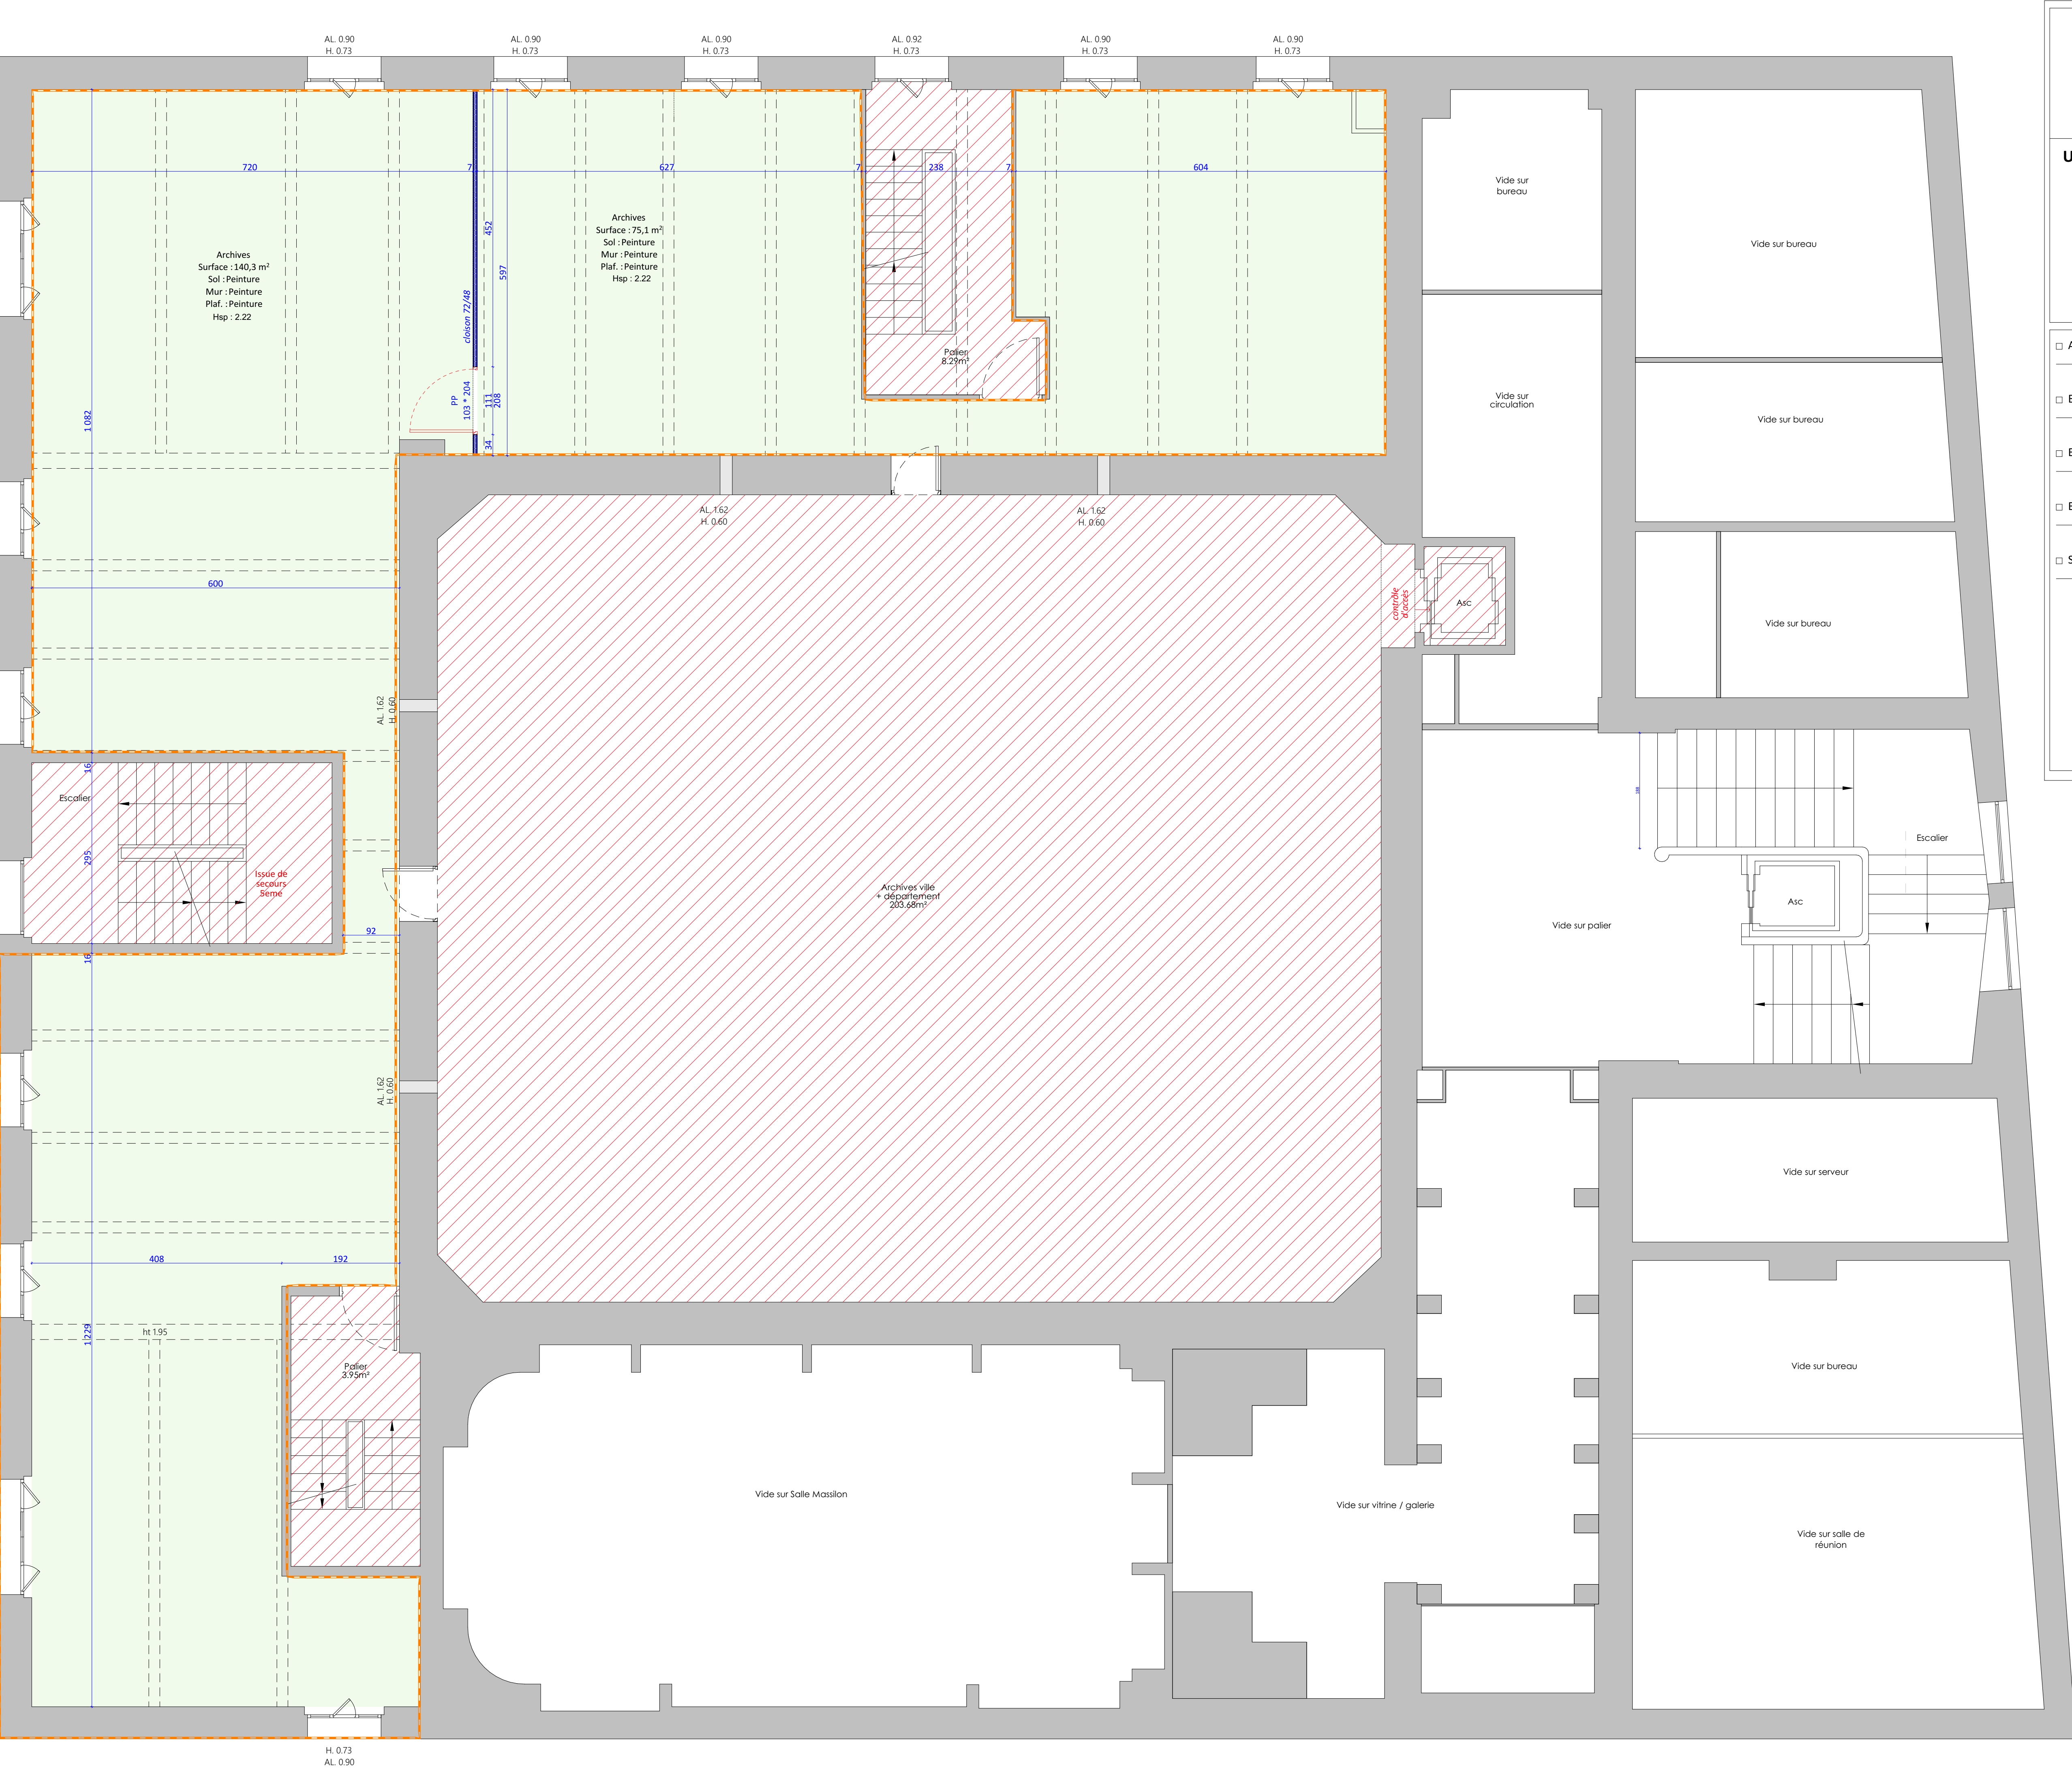 AL. 0.90
H. 0.73
AL. 0.90
H. 0.73
AL. 0.90
H. 0.73
AL. 0.92
H. 0.73
AL. 0.90
H. 0.73
AL. 0.90
H. 0.73
U
720
7
627
7
238
7
604
Vide sur
bureau
Archives
Surface : 75,1 m²
Sol : Peinture
Mur : Peinture
Plaf. : Peinture
Hsp : 2.22
452
597
Archives
Surface : 140,3 m²
Sol : Peinture
Mur : Peinture
Plaf. : Peinture
Hsp : 2.22
cloison 72/48
Vide sur bureau
Palier
8.29m²
A
PP
103 * 204
111
208
34
1 082
Vide sur
circulation
Vide sur bureau
E
E
E
S
AL. 1.62
H. 0.60
AL. 1.62
H. 0.60
600
contrôle
d'accès
Asc
Vide sur bureau
AL. 1.62
H. 0.60
16
Escalier
295
Issue de
secours
5eme
16
92
Archives ville
+ département
203.68m²
Escalier
Asc
Vide sur palier
AL. 1.62
H. 0.60
Vide sur serveur
408
192
1 229
ht 1.95
Palier
3.95m²
Vide sur bureau
Vide sur Salle Massilon
Vide sur vitrine / galerie
Vide sur salle de
réunion
H. 0.73
AL. 0.90